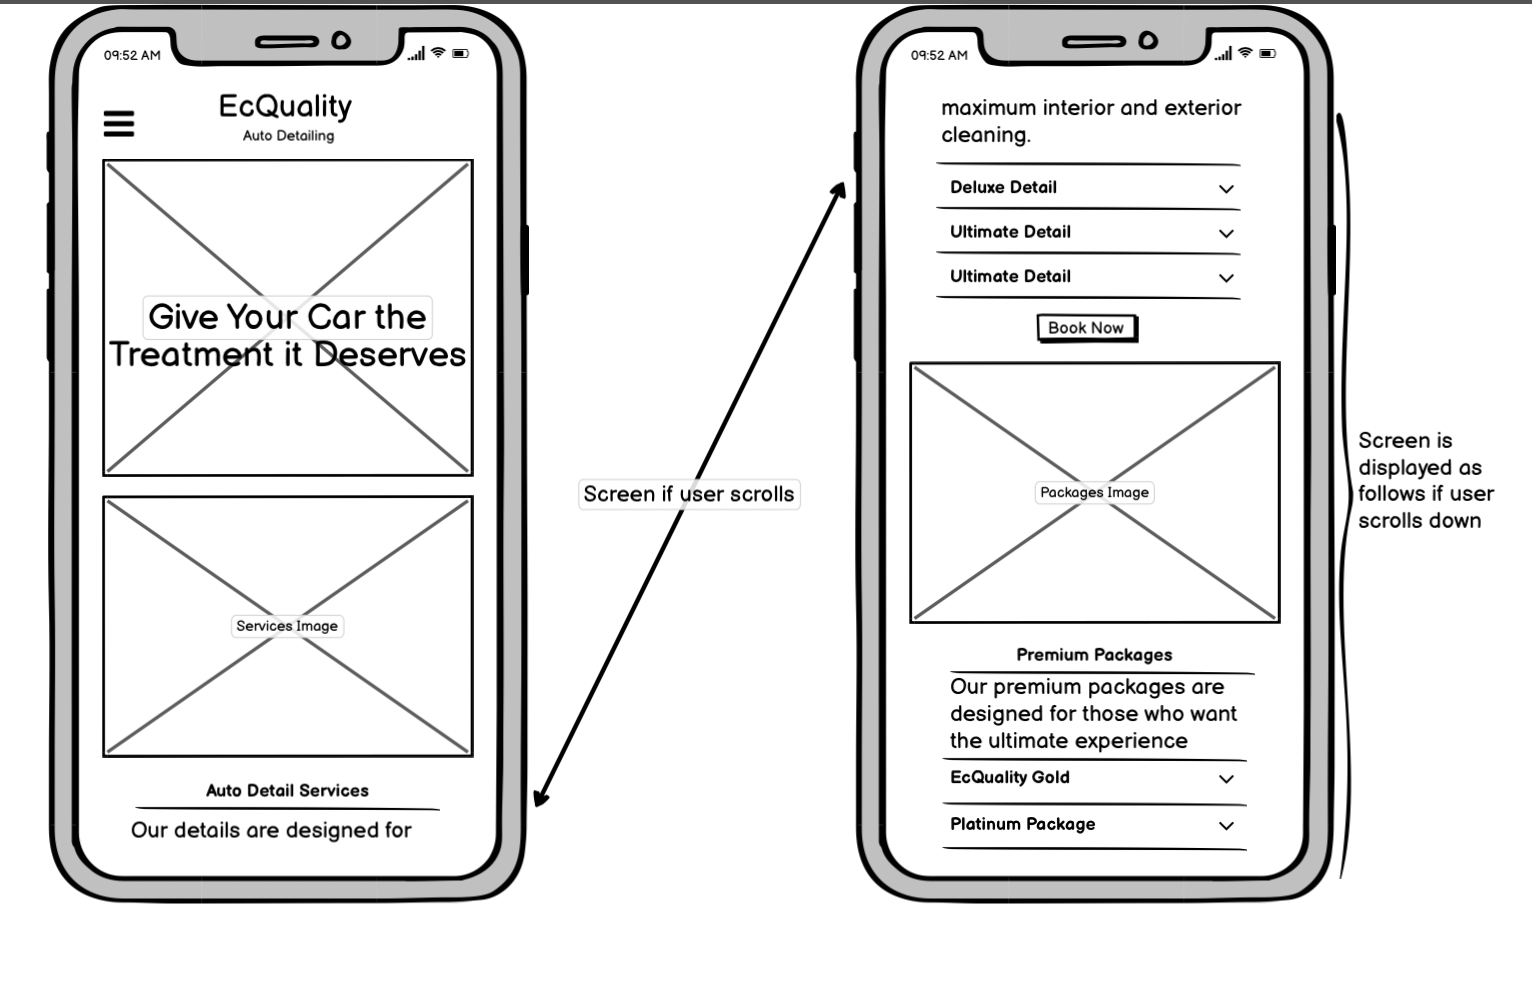 09:52 AM
EcQuality
Auto Detailing
Give Your Car the
Treatment it Deserves
Services Image
Auto Detail Services
Our details are designed for
Screen if user scrolls
09:52 AM
maximum interior and exterior
cleaning.
Deluxe Detail
Ultimate Detail
Ultimate Detail
Book Now
Packages Image
Premium Packages
Our premium packages are
designed for those who want
the ultimate experience
EcQuality Gold
Platinum Package
Screen is
displayed as
follows if user
scrolls down